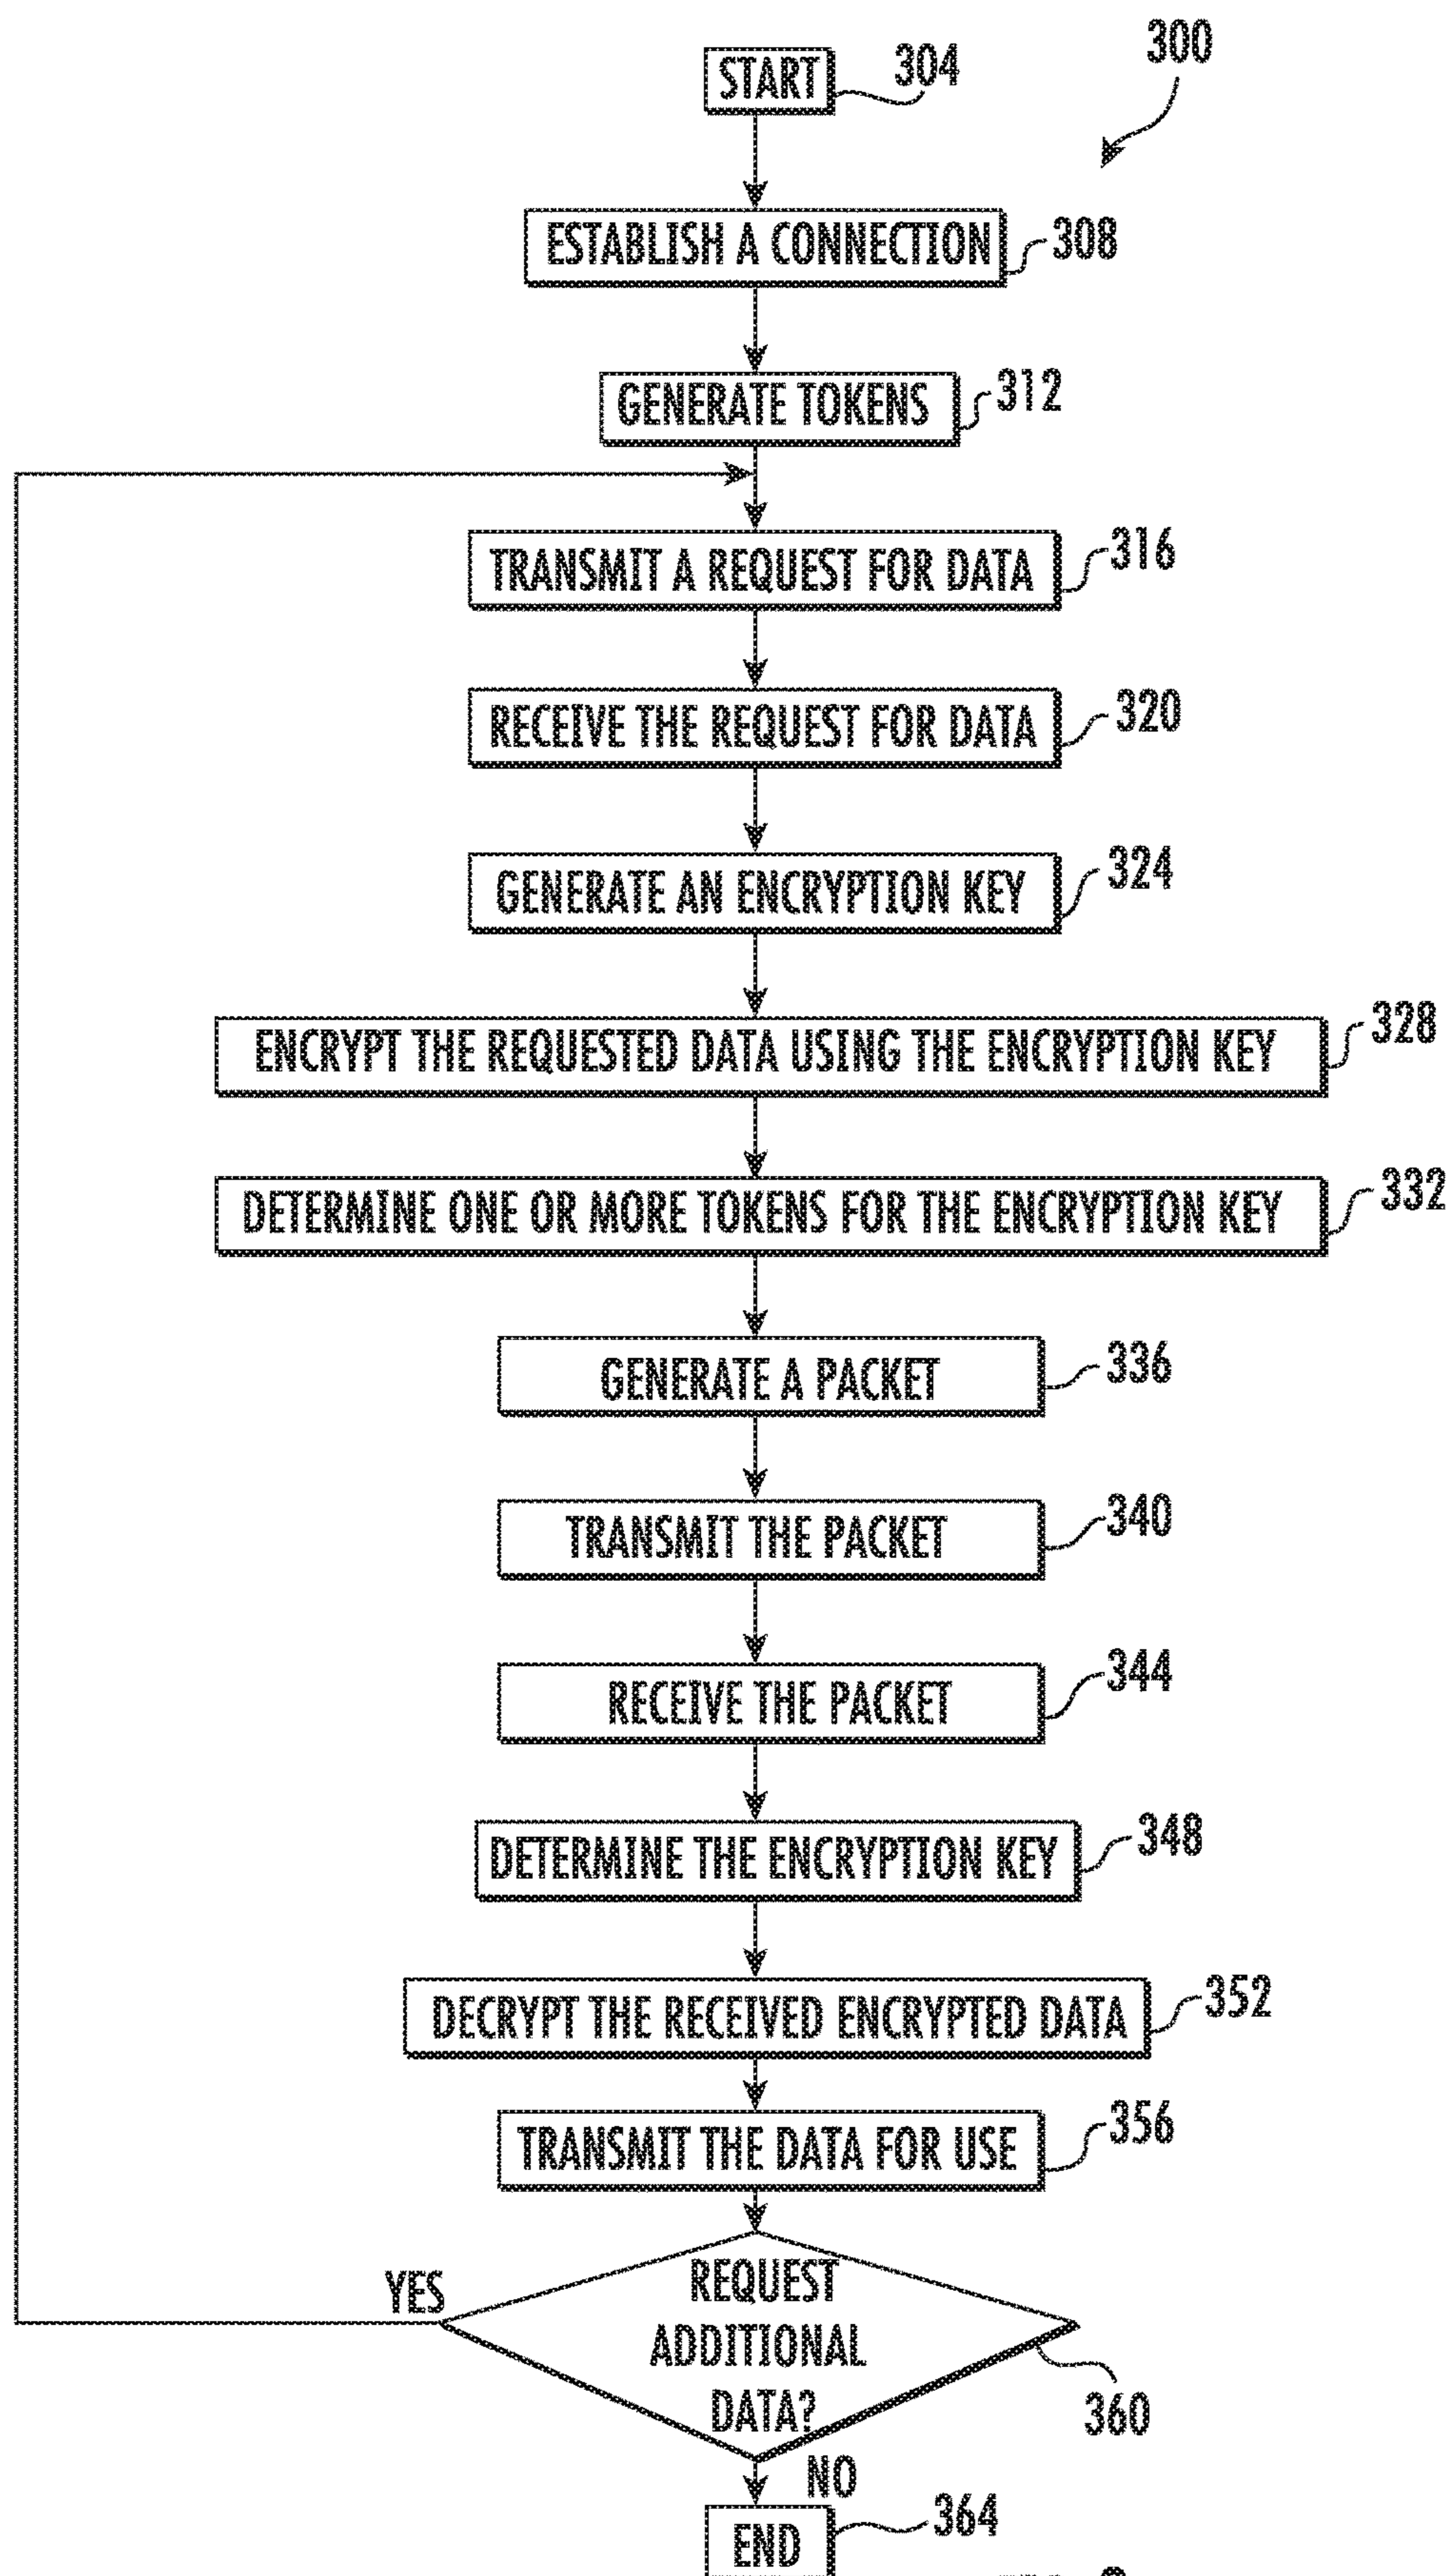 300
START 304
ESTABLISH A CONNECTION 308
GENERATE TOKENS 312
TRANSMIT A REQUEST FOR DATA 316
RECEIVE THE REQUEST FOR DATA 320
GENERATE AN ENCRYPTION KEY 324
ENCRYPT THE REQUESTED DATA USING THE ENCRYPTION KEY 328
DETERMINE ONE OR MORE TOKENS FOR THE ENCRYPTION KEY 332
GENERATE A PACKET 336
TRANSMIT THE PACKET 340
RECEIVE THE PACKET 344
DETERMINE THE ENCRYPTION KEY 348
DECRYPT THE RECEIVED ENCRYPTED DATA 352
TRANSMIT THE DATA FOR USE 356
YES
REQUEST
ADDITIONAL
DATA?
360
NO
END 364